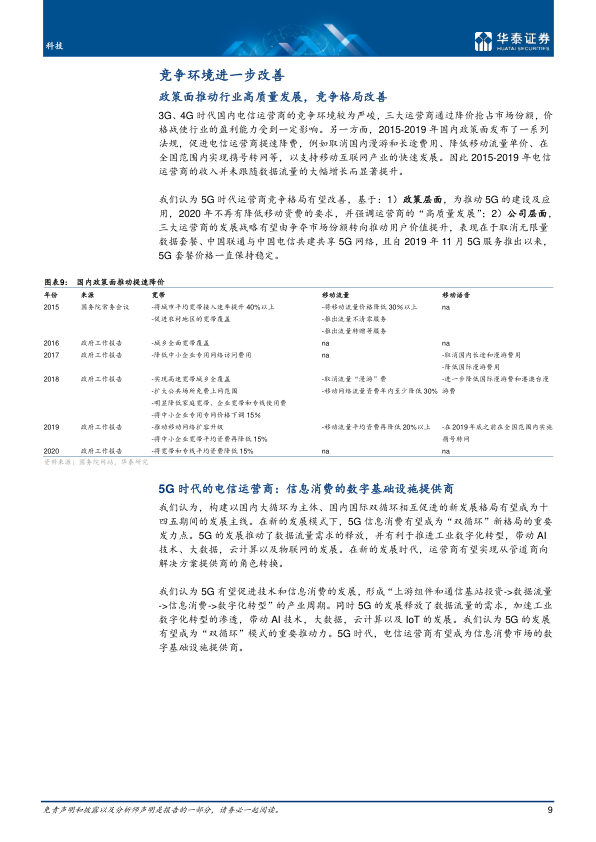 科技
华泰证券
HUATAI SECURITIES
竞争环境进一步改善
政策面推动行业高质量发展，竞争格局改善
3G、4G 时代国内电信运营商的竞争环境较为严峻，三大运营商通过降价抢占市场份额，价
格战使行业的盈利能力受到一定影响。另一方面，2015-2019 年国内政策面发布了一系列
法规，促进电信运营商提速降费，例如取消国内漫游和长途费用、降低移动流量单价、在
全国范围内实现携号转网等，以支持移动互联网产业的快速发展。因此 2015-2019 年电信
运营商的收入并未跟随数据流量的大幅增长而显著提升。
我们认为 5G 时代运营商竞争格局有望改善，基于：1）政策层面，为推动 5G 的建设及应
用，2020 年不再有降低移动资费的要求，并强调运营商的“高质量发展”；2）公司层面，
三大运营商的发展战略有望由争夺市场份额转向推动用户价值提升，表现在于取消无限量
数据套餐、中国联通与中国电信共建共享 5G 网络，且自 2019 年 11 月 5G 服务推出以来，
5G 套餐价格一直保持稳定。
图表9： 国内政策面推动提速降价
年份 来源 宽带 移动流量 移动语音
2015 国务院常务会议 -将城市平均宽带接入速率提升 40%以上 -将移动流量价格降低 30%以上 na
-促进农村地区的宽带覆盖 -推出流量不清零服务
-推出流量转赠等服务
2016 政府工作报告 -城乡全面宽带覆盖 na na
2017 政府工作报告 -降低中小企业专用网络访问费用 na -取消国内长途和漫游费用
-降低国际漫游费用
2018 政府工作报告 -实现高速宽带城乡全覆盖 -取消流量“漫游”费 -进一步降低国际漫游费和港澳台漫
-扩大公共场所免费上网范围 -移动网络流量资费年内至少降低 30% 游费
-明显降低家庭宽带、企业宽带和专线使用费
-将中小企业专用专网价格下调 15%
2019 政府工作报告 -推动移动网络扩容升级 -移动流量平均资费再降低 20%以上 -在 2019 年底之前在全国范围内实施
-将中小企业宽带平均资费再降低 15% 携号转网
2020 政府工作报告 -将宽带和专线平均资费降低 15% na na
资料来源：国务院网站，华泰研究
5G 时代的电信运营商：信息消费的数字基础设施提供商
我们认为，构建以国内大循环为主体、国内国际双循环相互促进的新发展格局有望成为十
四五期间的发展主线。在新的发展模式下，5G 信息消费有望成为“双循环”新格局的重要
发力点。5G 的发展推动了数据流量需求的释放，并有利于推进工业数字化转型，带动 AI
技术、大数据，云计算以及物联网的发展。在新的发展时代，运营商有望实现从管道商向
解决方案提供商的角色转换。
我们认为 5G 有望促进技术和信息消费的发展，形成“上游组件和通信基站投资->数据流量
->信息消费->数字化转型”的产业周期。同时 5G 的发展释放了数据流量的需求，加速工业
数字化转型的渗透，带动 AI 技术，大数据，云计算以及 IoT 的发展。我们认为 5G 的发展
有望成为“双循环”模式的重要推动力。5G 时代，电信运营商有望成为信息消费市场的数
字基础设施提供商。
免责声明和披露以及分析师声明是报告的一部分，请务必一起阅读。 9